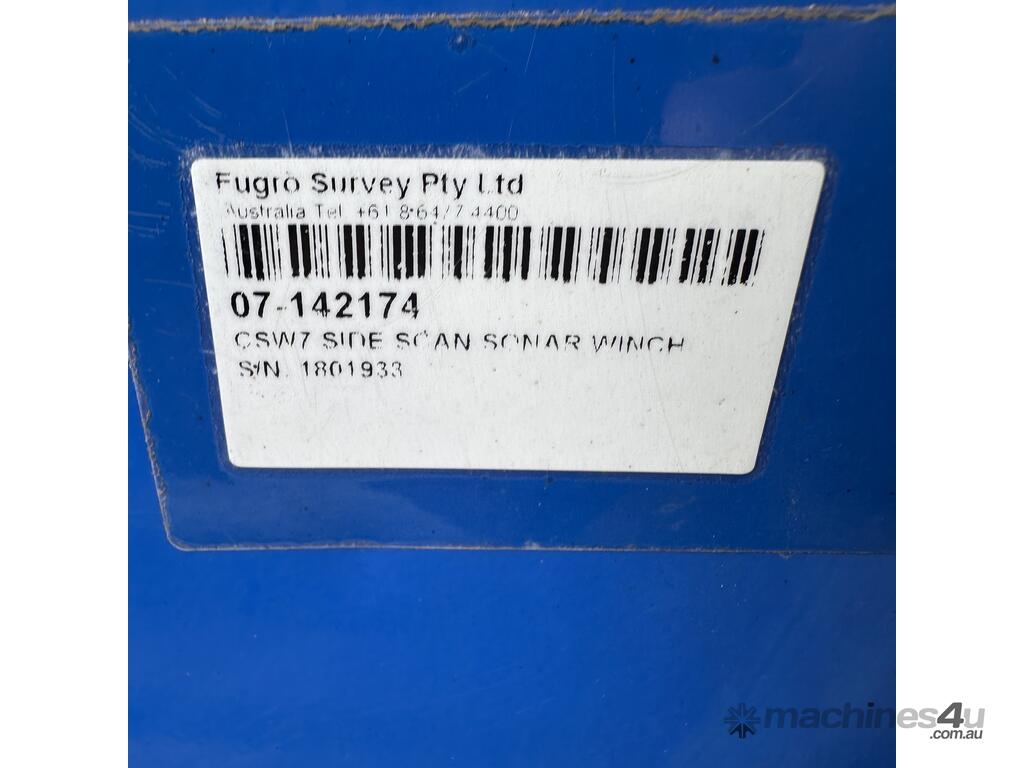 Fugro Survey Pty Ltd
Australia Tel +61 8 6477 4400
07-142174
CSW7 SIDE SCAN SONAR WINCH
S/N. 1801933
machines4u
.com.au